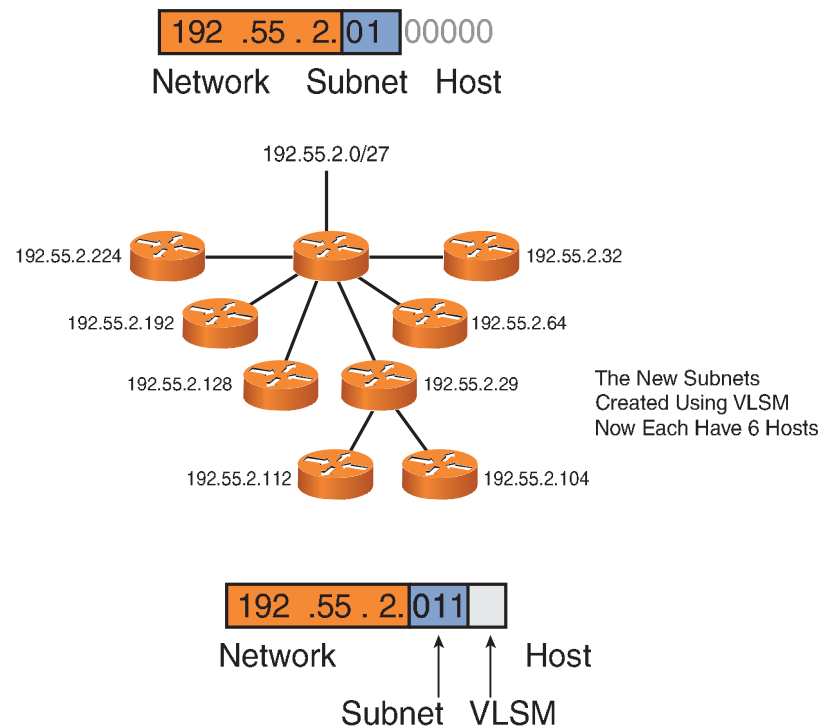 192 .55 . 2. 01 00000
Network Subnet Host
192.55.2.0/27
192.55.2.224
192.55.2.32
192.55.2.192
192.55.2.64
192.55.2.128
192.55.2.29
The New Subnets
Created Using VLSM
Now Each Have 6 Hosts
192.55.2.112
192.55.2.104
192 .55 . 2. 011
Network Host
Subnet VLSM